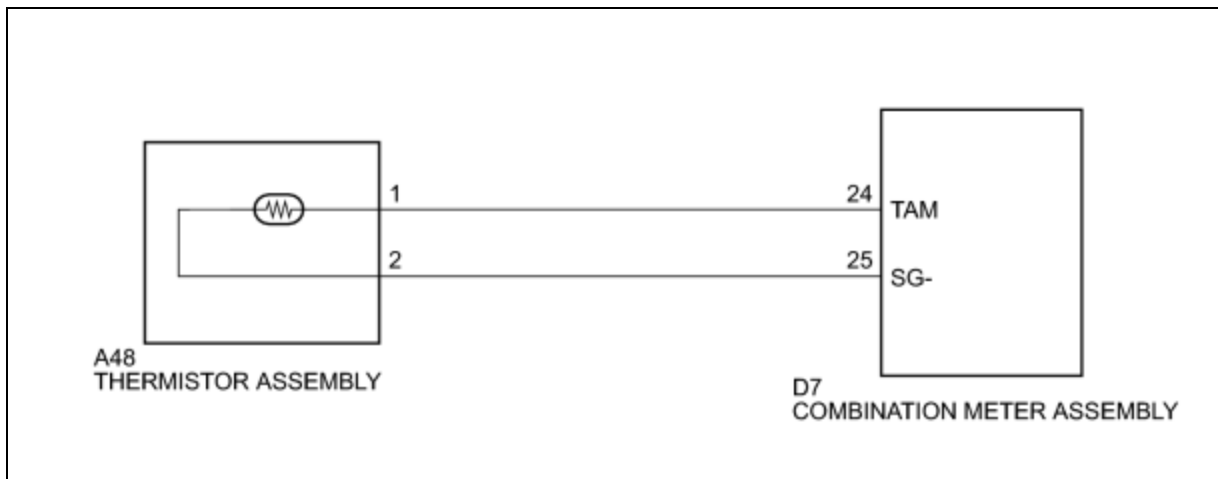 1
24
TAM
2
25
SG-
A48
THERMISTOR ASSEMBLY
D7
COMBINATION METER ASSEMBLY